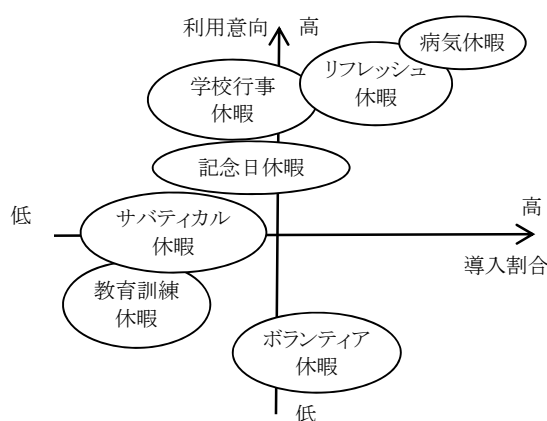 利用意向
高
病気休暇
リフレッシュ
休暇
学校行事
休暇
記念日休暇
低
高
サバティカル
休暇
導入割合
教育訓練
休暇
ボランティア
休暇
低